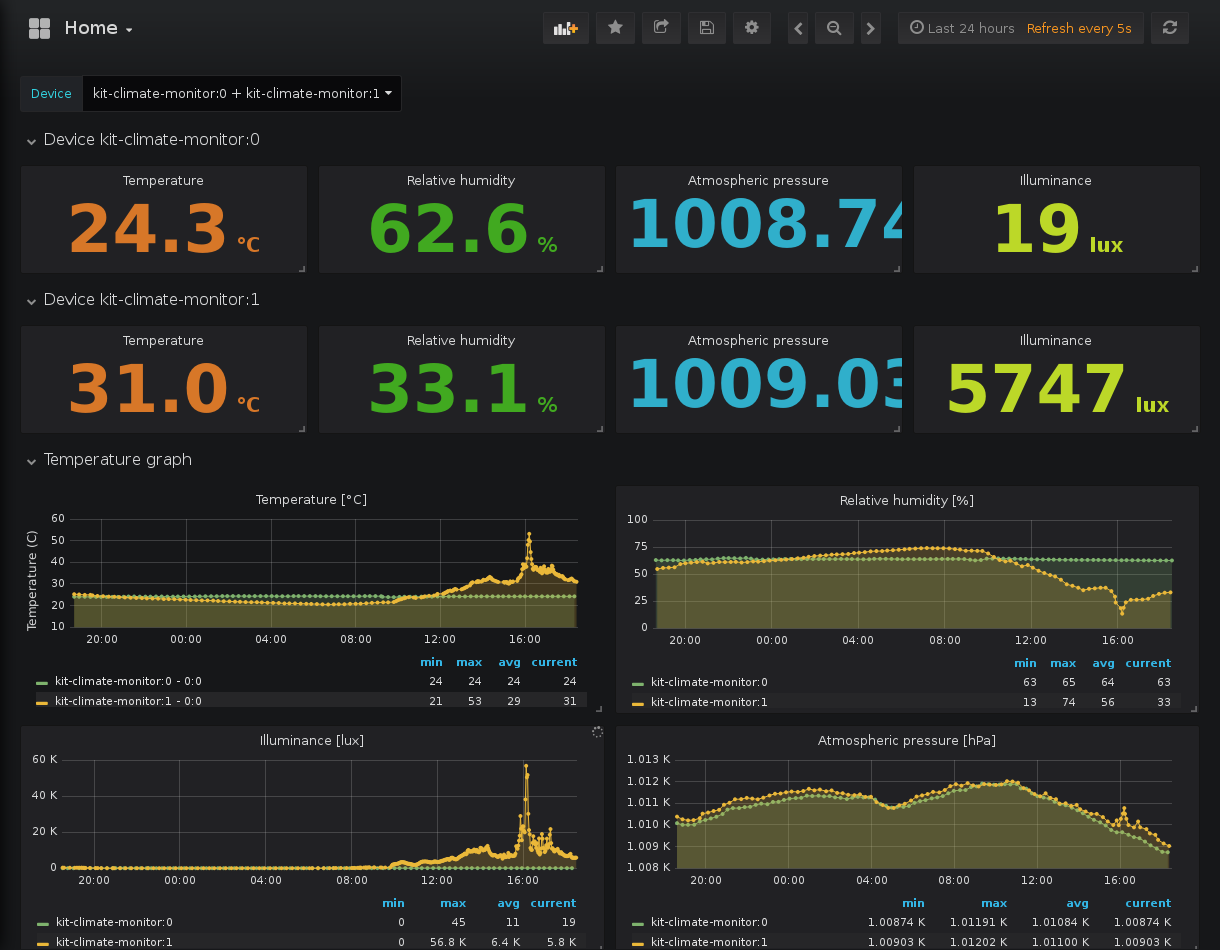 Home
Last 24 hours Refresh every 5s
Device kit-climate-monitor:0 + kit-climate-monitor:1
Device kit-climate-monitor:0
Temperature Relative humidity Atmospheric pressure Illuminance
24.3 °C 62.6 % 1008.74 19 lux
Device kit-climate-monitor:1
Temperature Relative humidity Atmospheric pressure Illuminance
31.0 °C 33.1 % 1009.03 5747 lux
Temperature graph
Temperature [°C]
Temperature (C)
60
50
40
30
20
10
20:00 00:00 04:00 08:00 12:00 16:00
min max avg current
kit-climate-monitor:0 - 0:0 24 24 24 24
kit-climate-monitor:1 - 0:0 21 53 29 31
Relative humidity [%]
100
75
50
25
0
20:00 00:00 04:00 08:00 12:00 16:00
min max avg current
kit-climate-monitor:0 63 65 64 63
kit-climate-monitor:1 13 74 56 33
Illuminance [lux]
60 K
40 K
20 K
0
20:00 00:00 04:00 08:00 12:00 16:00
min max avg current
kit-climate-monitor:0 0 45 11 19
kit-climate-monitor:1 0 56.8 K 6.4 K 5.8 K
Atmospheric pressure [hPa]
1.013 K
1.012 K
1.011 K
1.010 K
1.009 K
1.008 K
20:00 00:00 04:00 08:00 12:00 16:00
min max avg current
kit-climate-monitor:0 1.00874 K 1.01191 K 1.01084 K 1.00874 K
kit-climate-monitor:1 1.00903 K 1.01202 K 1.01100 K 1.00903 K